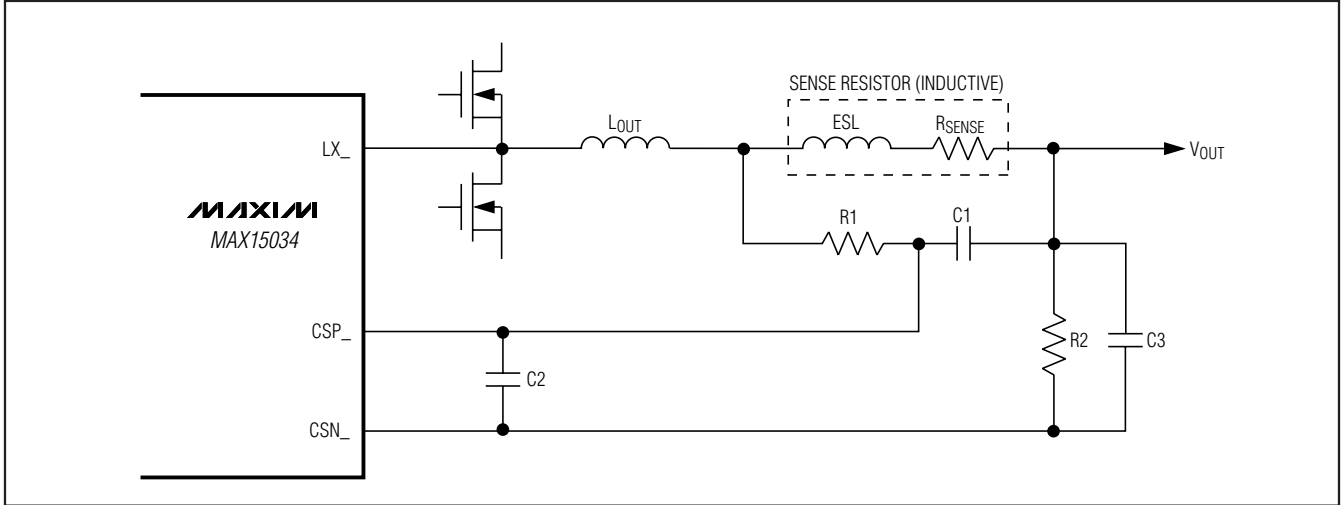 SENSE RESISTOR (INDUCTIVE)
LOUT
ESL
RSENSE
LX_
VOUT
MAXIM
MAX15034
R1
C1
CSP_
R2
C3
C2
CSN_